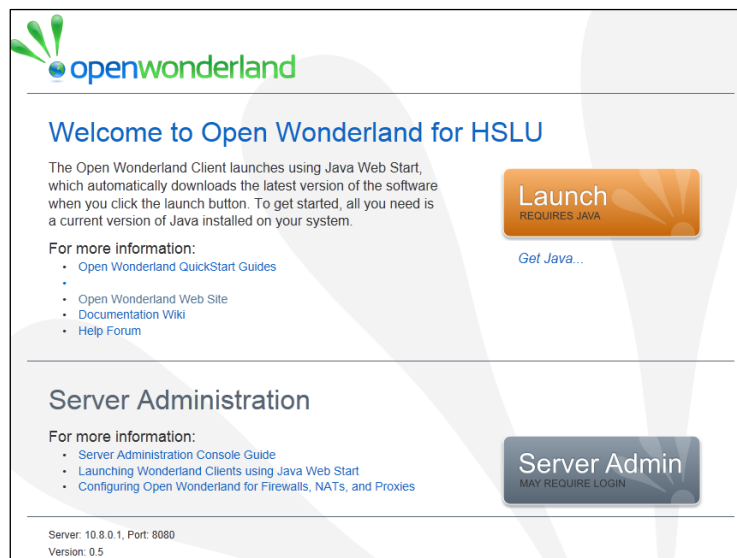 openwonderland
Welcome to Open Wonderland for HSLU
The Open Wonderland Client launches using Java Web Start,
which automatically downloads the latest version of the software
when you click the launch button. To get started, all you need is
a current version of Java installed on your system.
For more information:
• Open Wonderland QuickStart Guides
•
• Open Wonderland Web Site
• Documentation Wiki
• Help Forum
Launch
REQUIRES JAVA
Get Java...
Server Administration
For more information:
• Server Administration Console Guide
• Launching Wonderland Clients using Java Web Start
• Configuring Open Wonderland for Firewalls, NATs, and Proxies
Server Admin
MAY REQUIRE LOGIN
Server: 10.8.0.1, Port: 8080
Version: 0.5